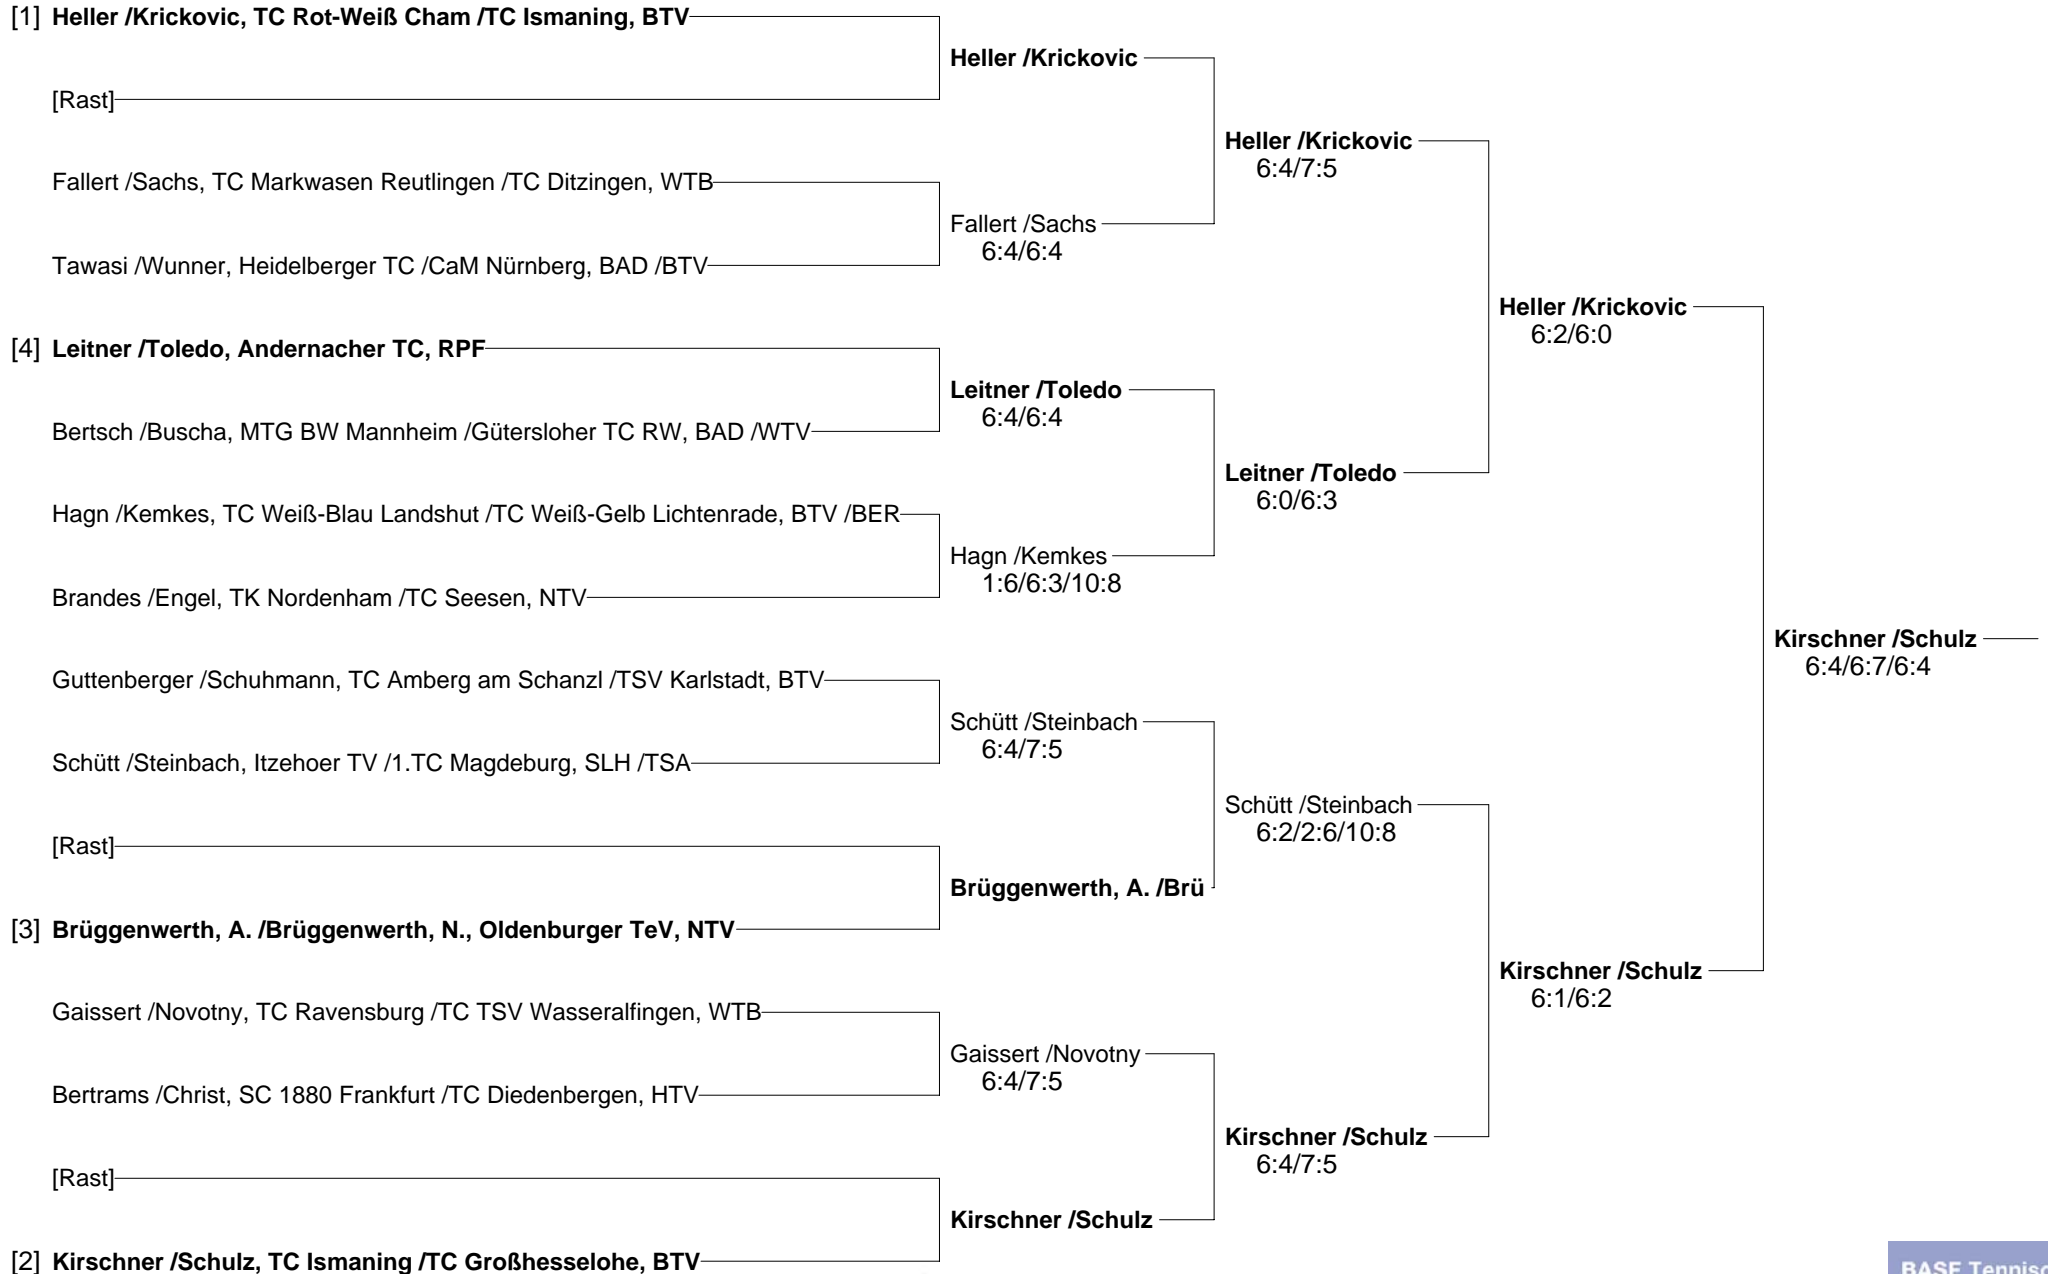 [1] Heller /Krickovic, TC Rot-Weiß Cham /TC Ismaning, BTV
Heller /Krickovic
[Rast]
Heller /Krickovic
6:4/7:5
Fallert /Sachs, TC Markwasen Reutlingen /TC Ditzingen, WTB
Fallert /Sachs
6:4/6:4
Tawasi /Wunner, Heidelberger TC /CaM Nürnberg, BAD /BTV
Heller /Krickovic
6:2/6:0
[4] Leitner /Toledo, Andernacher TC, RPF
Leitner /Toledo
6:4/6:4
Bertsch /Buscha, MTG BW Mannheim /Gütersloher TC RW, BAD /WTV
Leitner /Toledo
6:0/6:3
Hagn /Kemkes, TC Weiß-Blau Landshut /TC Weiß-Gelb Lichtenrade, BTV /BER
Hagn /Kemkes
1:6/6:3/10:8
Brandes /Engel, TK Nordenham /TC Seesen, NTV
Kirschner /Schulz
6:4/6:7/6:4
Guttenberger /Schuhmann, TC Amberg am Schanzl /TSV Karlstadt, BTV
Schütt /Steinbach
6:4/7:5
Schütt /Steinbach, Itzehoer TV /1.TC Magdeburg, SLH /TSA
Schütt /Steinbach
6:2/2:6/10:8
[Rast]
Brüggenwerth, A. /Brü
[3] Brüggenwerth, A. /Brüggenwerth, N., Oldenburger TeV, NTV
Kirschner /Schulz
6:1/6:2
Gaissert /Novotny, TC Ravensburg /TC TSV Wasseralfingen, WTB
Gaissert /Novotny
6:4/7:5
Bertrams /Christ, SC 1880 Frankfurt /TC Diedenbergen, HTV
Kirschner /Schulz
6:4/7:5
[Rast]
Kirschner /Schulz
[2] Kirschner /Schulz, TC Ismaning /TC Großhesselohe, BTV